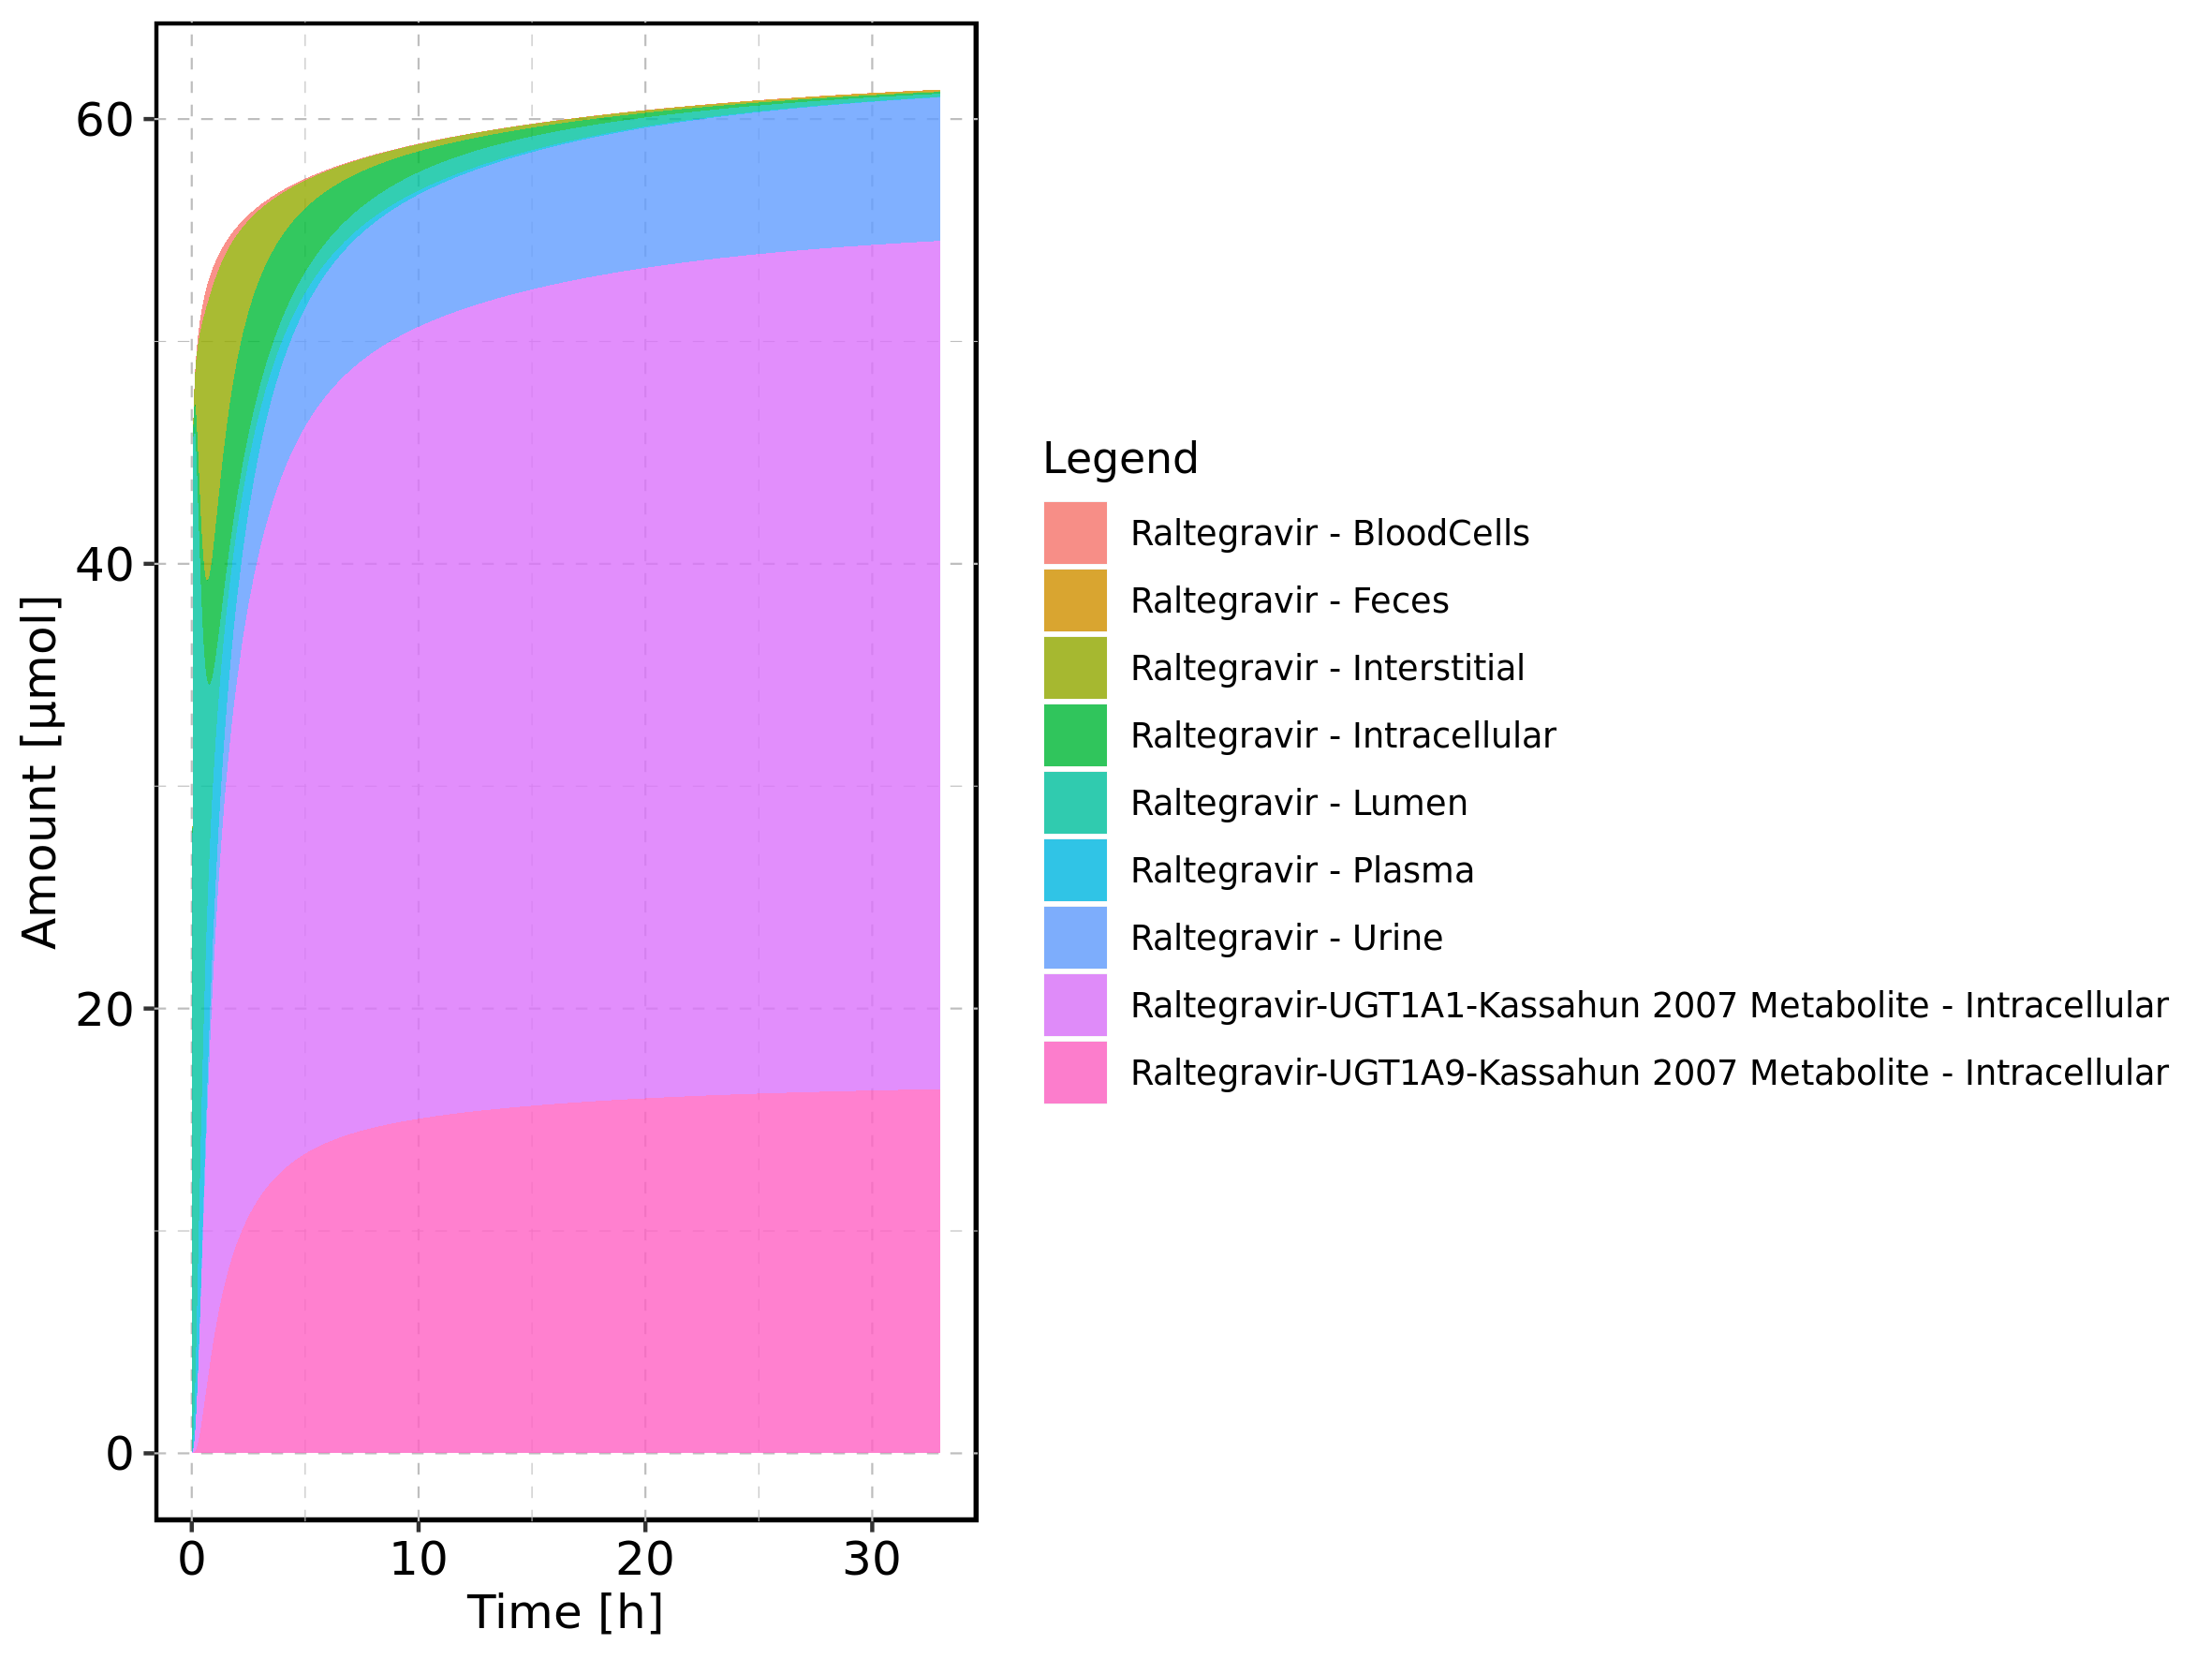 60
40
20
0
Amount [µmol]
0 10 20 30
Time [h]
Legend
Raltegravir - BloodCells
Raltegravir - Feces
Raltegravir - Interstitial
Raltegravir - Intracellular
Raltegravir - Lumen
Raltegravir - Plasma
Raltegravir - Urine
Raltegravir-UGT1A1-Kassahun 2007 Metabolite - Intracellular
Raltegravir-UGT1A9-Kassahun 2007 Metabolite - Intracellular